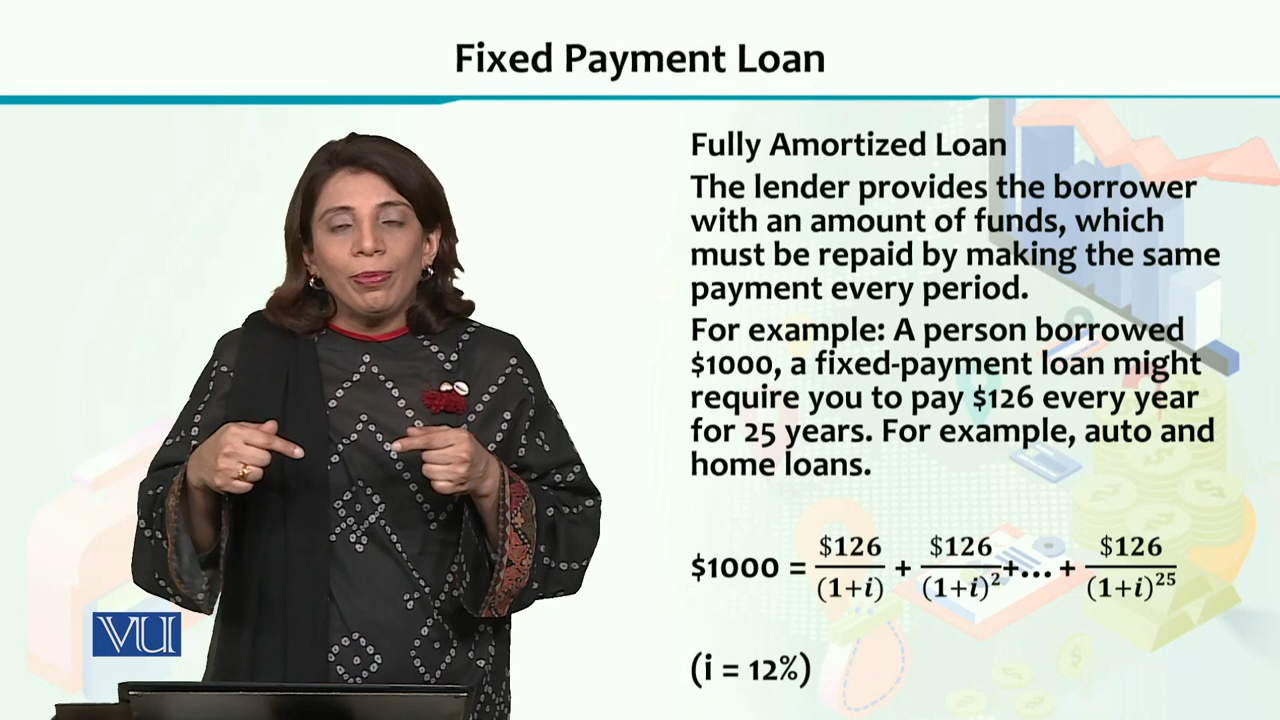 Fixed Payment Loan
Fully Amortized Loan
The lender provides the borrower
with an amount of funds, which
must be repaid by making the same
payment every period.
For example: A person borrowed
$1000, a fixed-payment loan might
require you to pay $126 every year
for 25 years. For example, auto and
home loans.
$1000 = $126/(1+i) + $126/(1+i)² +...+ $126/(1+i)²⁵
(i = 12%)
VU